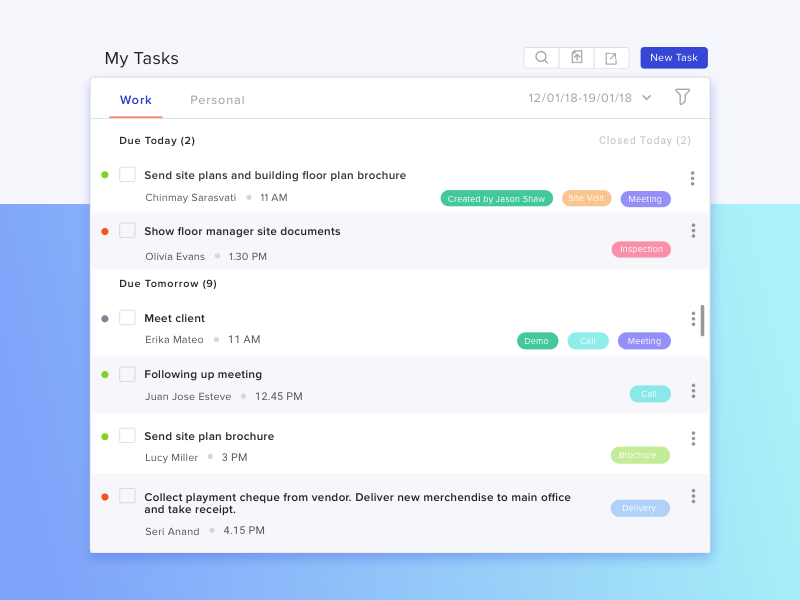 My Tasks
New Task
Work Personal 12/01/18-19/01/18
Due Today (2) Closed Today (2)
Send site plans and building floor plan brochure
Chinmay Sarasvati 11 AM Created by Jason Shaw Site Visit Meeting
Show floor manager site documents
Inspection
Olivia Evans 1.30 PM
Due Tomorrow (9)
Meet client
Erika Mateo 11 AM Demo Call Meeting
Following up meeting
Juan Jose Esteve 12.45 PM Call
Send site plan brochure
Lucy Miller 3 PM Brochure
Collect playment cheque from vendor. Deliver new merchendise to main office
and take receipt.
Delivery
Seri Anand 4.15 PM